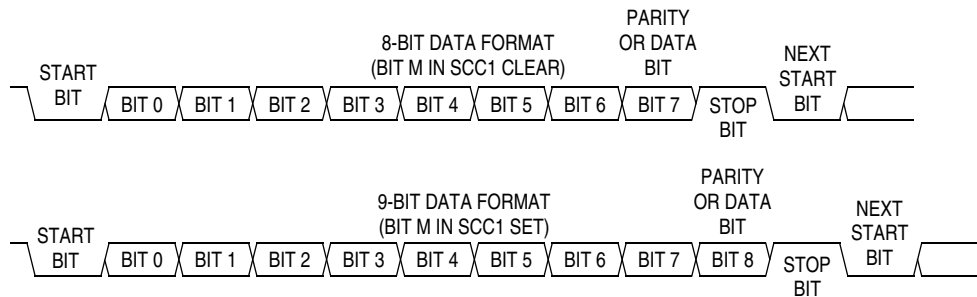 8-BIT DATA FORMAT
(BIT M IN SCC1 CLEAR)
PARITY
OR DATA
BIT
START
BIT
BIT 0 BIT 1 BIT 2 BIT 3 BIT 4 BIT 5 BIT 6 BIT 7
STOP
BIT
NEXT
START
BIT
9-BIT DATA FORMAT
(BIT M IN SCC1 SET)
PARITY
OR DATA
BIT
START
BIT
BIT 0 BIT 1 BIT 2 BIT 3 BIT 4 BIT 5 BIT 6 BIT 7 BIT 8
STOP
BIT
NEXT
START
BIT